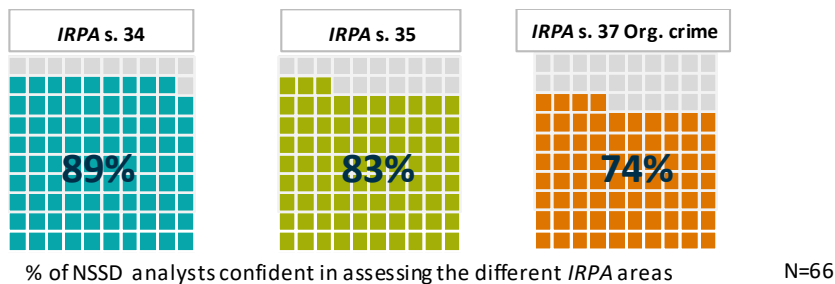 IRPA s. 34
IRPA s. 35
IRPA s. 37 Org. crime
89%
83%
74%
% of NSSD analysts confident in assessing the different IRPA areas
N=66